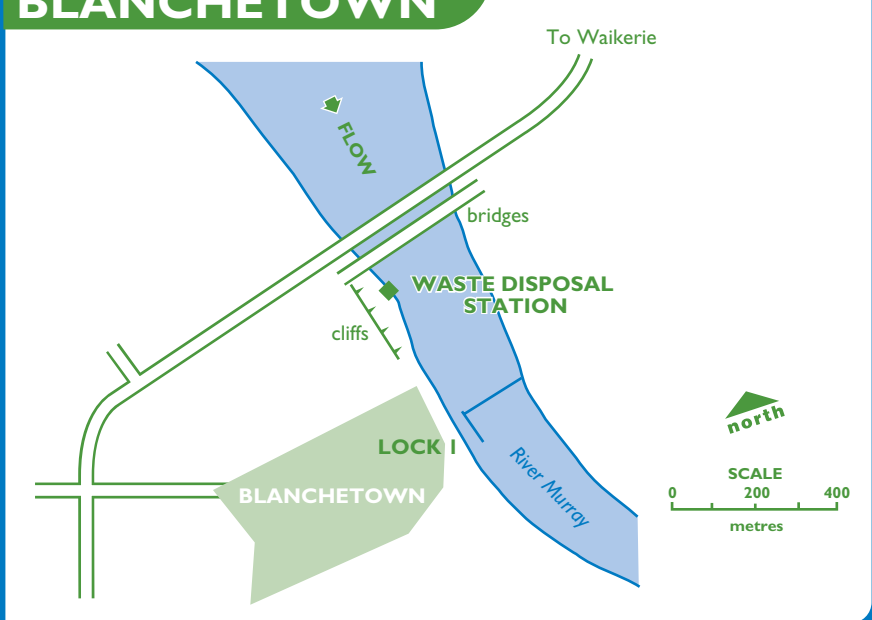 BLANCHETOWN
To Waikerie
FLOW
bridges
WASTE DISPOSAL
STATION
cliffs
north
LOCK 1
River Murray
SCALE
BLANCHETOWN
0 200 400
metres